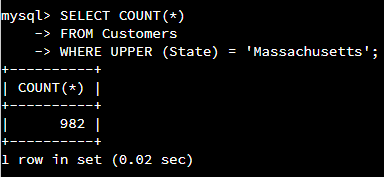 mysql> SELECT COUNT(*)
    -> FROM Customers
    -> WHERE UPPER (State) = 'Massachusetts';
+----------+
| COUNT(*) |
+----------+
|      982 |
+----------+
1 row in set (0.02 sec)